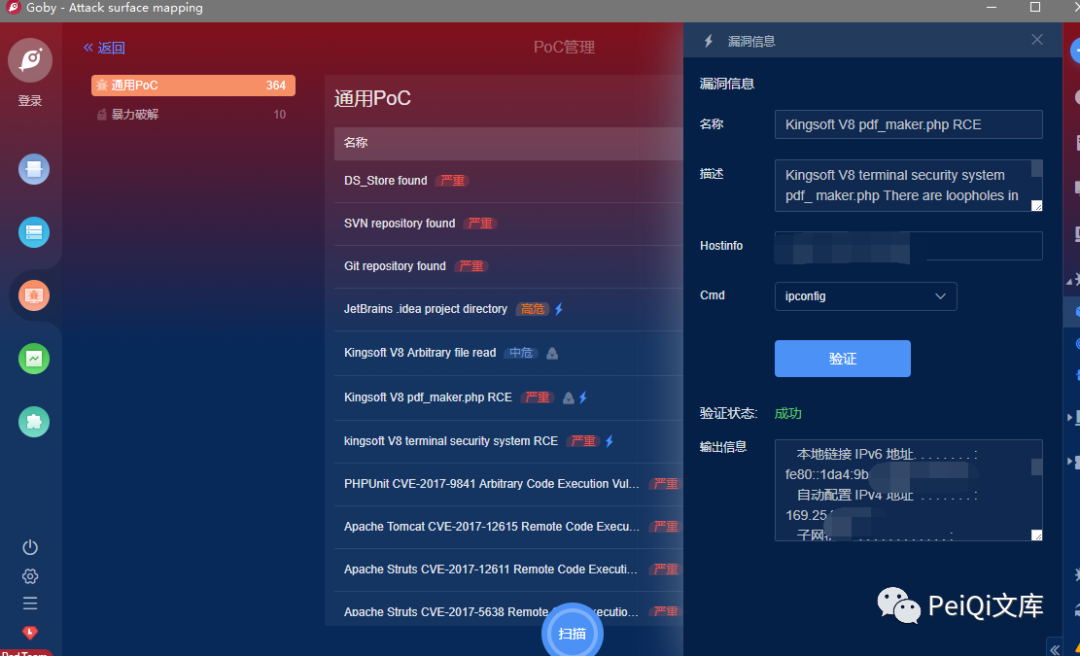 Goby - Attack surface mapping
登录
« 返回
PoC管理
通用PoC 364
暴力破解 10
通用PoC
名称
DS_Store found 严重
SVN repository found 严重
Git repository found 严重
JetBrains .idea project directory 高危
Kingsoft V8 Arbitrary file read 中危
Kingsoft V8 pdf_maker.php RCE 严重
kingsoft V8 terminal security system RCE 严重
PHPUnit CVE-2017-9841 Arbitrary Code Execution Vul... 严重
Apache Tomcat CVE-2017-12615 Remote Code Execu... 严重
Apache Struts CVE-2017-12611 Remote Code Executi... 严重
Apache Struts CVE-2017-5638 Remote 严重
扫描
漏洞信息
漏洞信息
名称 Kingsoft V8 pdf_maker.php RCE
描述 Kingsoft V8 terminal security system
pdf_ maker.php There are loopholes in
Hostinfo
Cmd ipconfig
验证
验证状态: 成功
输出信息 本地链接 IPv6 地址. . . . . . . . :
fe80::1da4:9b
自动配置 IPv4 地址 . . . . . . . :
169.25
PeiQi文库